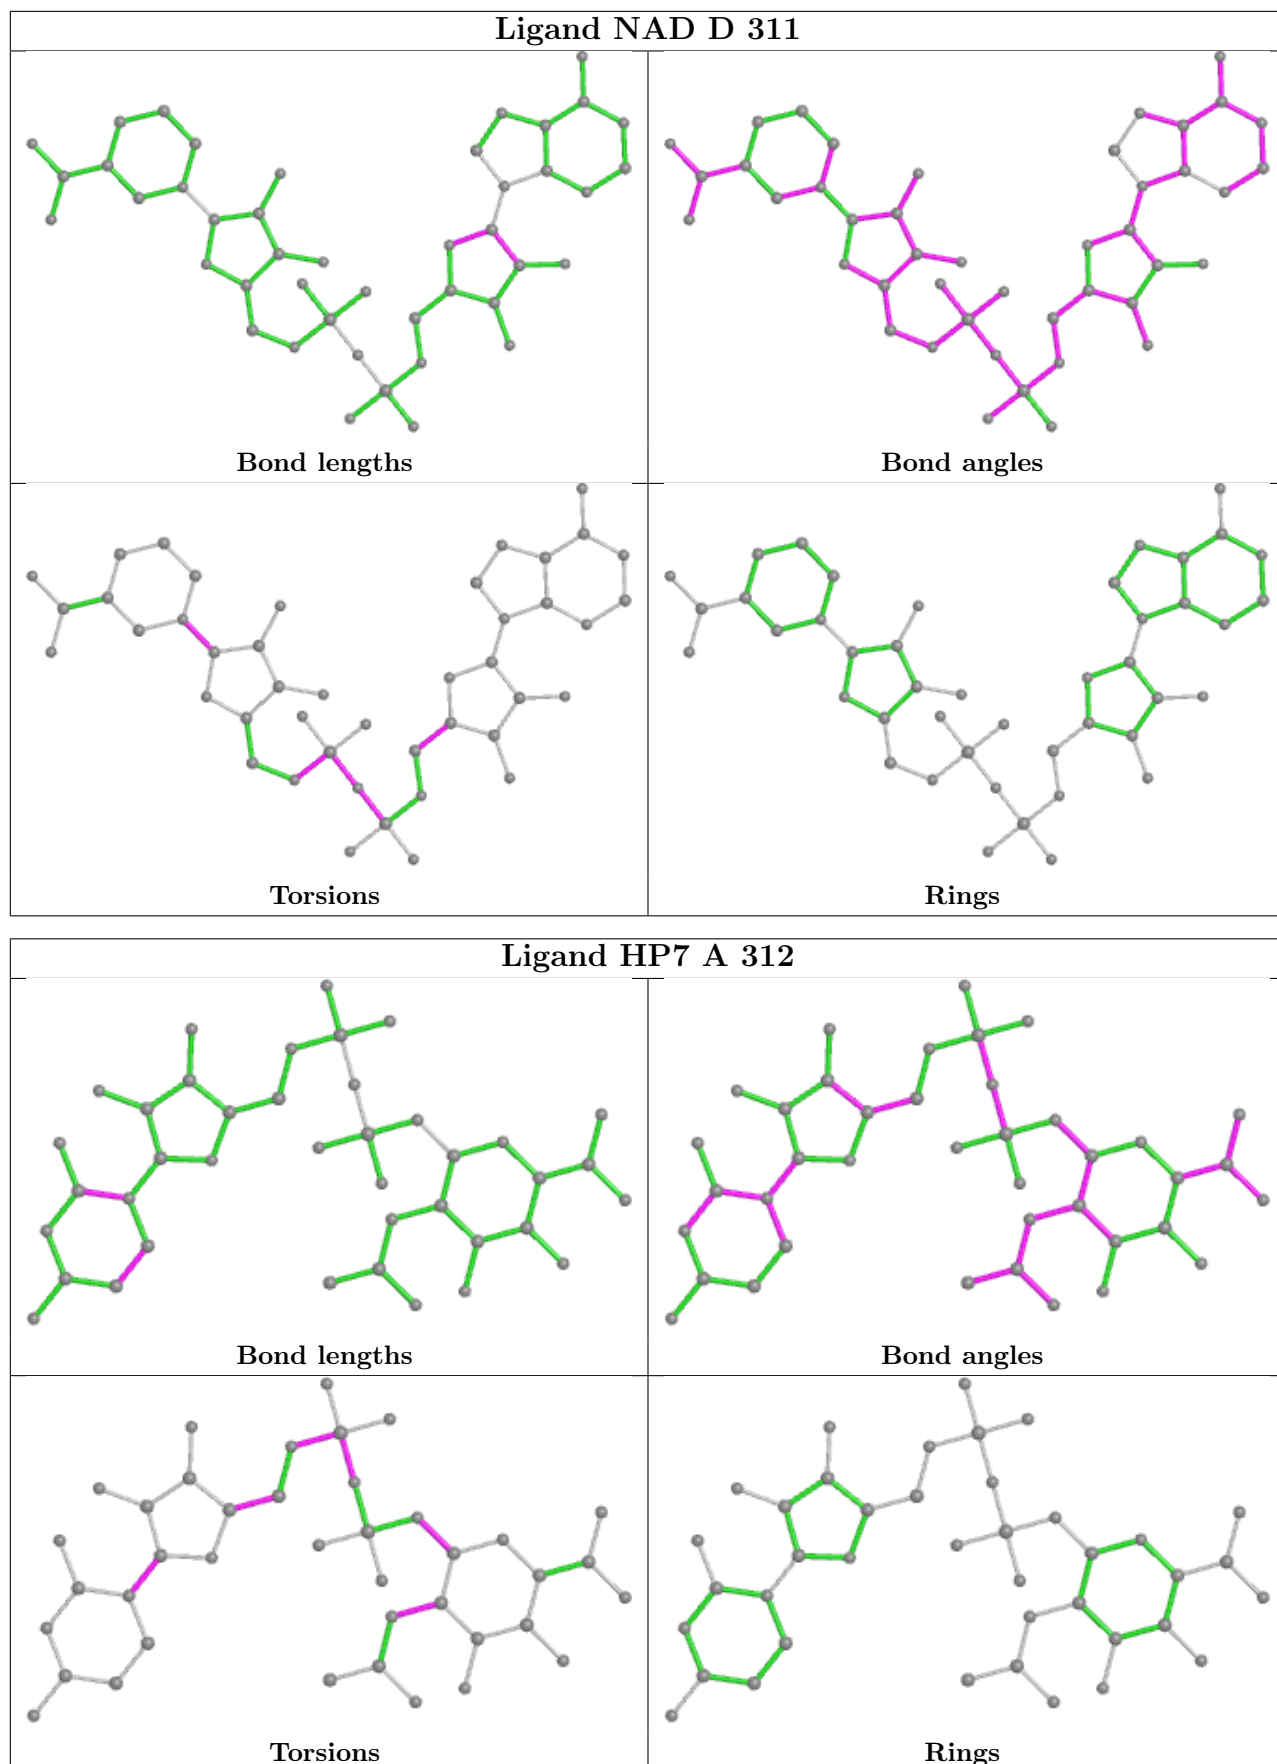 Ligand NAD D 311
Bond lengths
Bond angles
Torsions
Rings
Ligand HP7 A 312
Bond lengths
Bond angles
Torsions
Rings